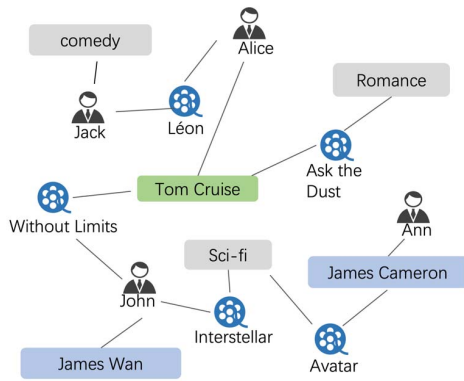 comedy
Alice
Romance
Jack
Léon
Ask the
Dust
Tom Cruise
Without Limits
Ann
Sci-fi
James Cameron
John
Interstellar
James Wan
Avatar